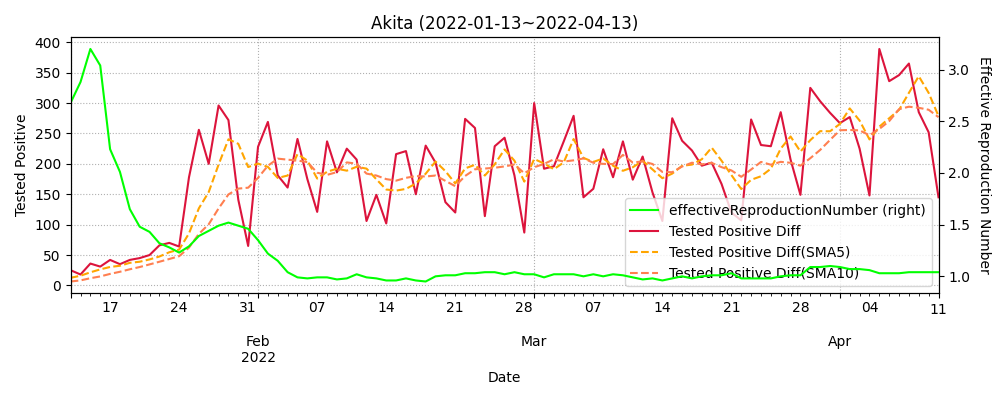 Akita (2022-01-13~2022-04-13)
Tested Positive
400
350
300
250
200
150
100
50
0
3.0
2.5
2.0
1.5
1.0
Effective Reproduction Number
effectiveReproductionNumber (right)
Tested Positive Diff
Tested Positive Diff(SMA5)
Tested Positive Diff(SMA10)
17 24 31 07 14 21 28 07 14 21 28 04 11
Feb Mar Apr
2022
Date